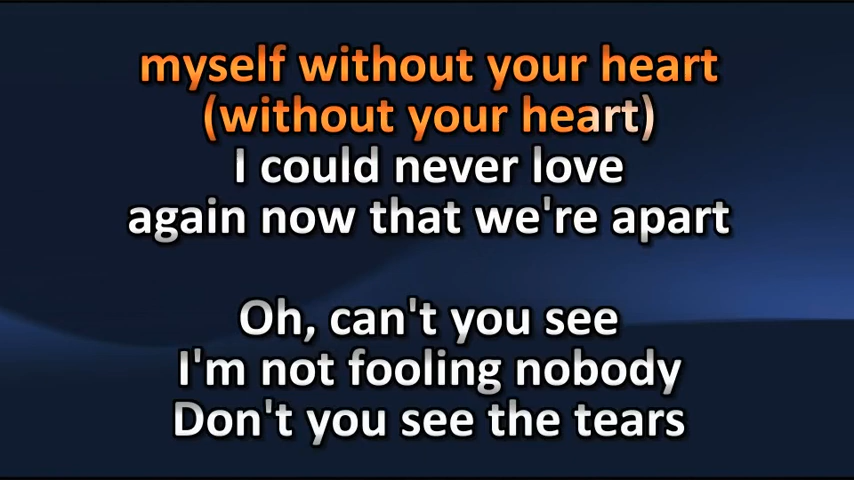 myself without your heart
(without your heart)
I could never love
again now that we're apart
Oh, can't you see
I'm not fooling nobody
Don't you see the tears